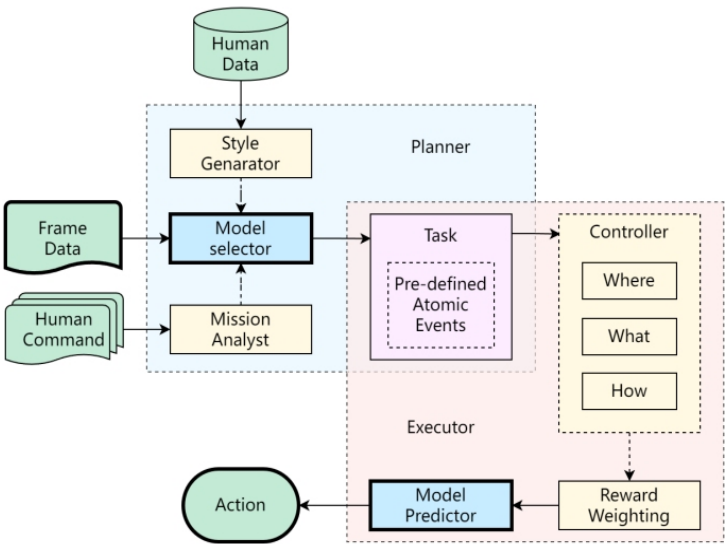 Human
Data
Style
Genarator
Planner
Frame
Data
Model
selector
Task
Controller
Pre-defined
Atomic
Events
Where
What
How
Human
Command
Mission
Analyst
Executor
Action
Model
Predictor
Reward
Weighting